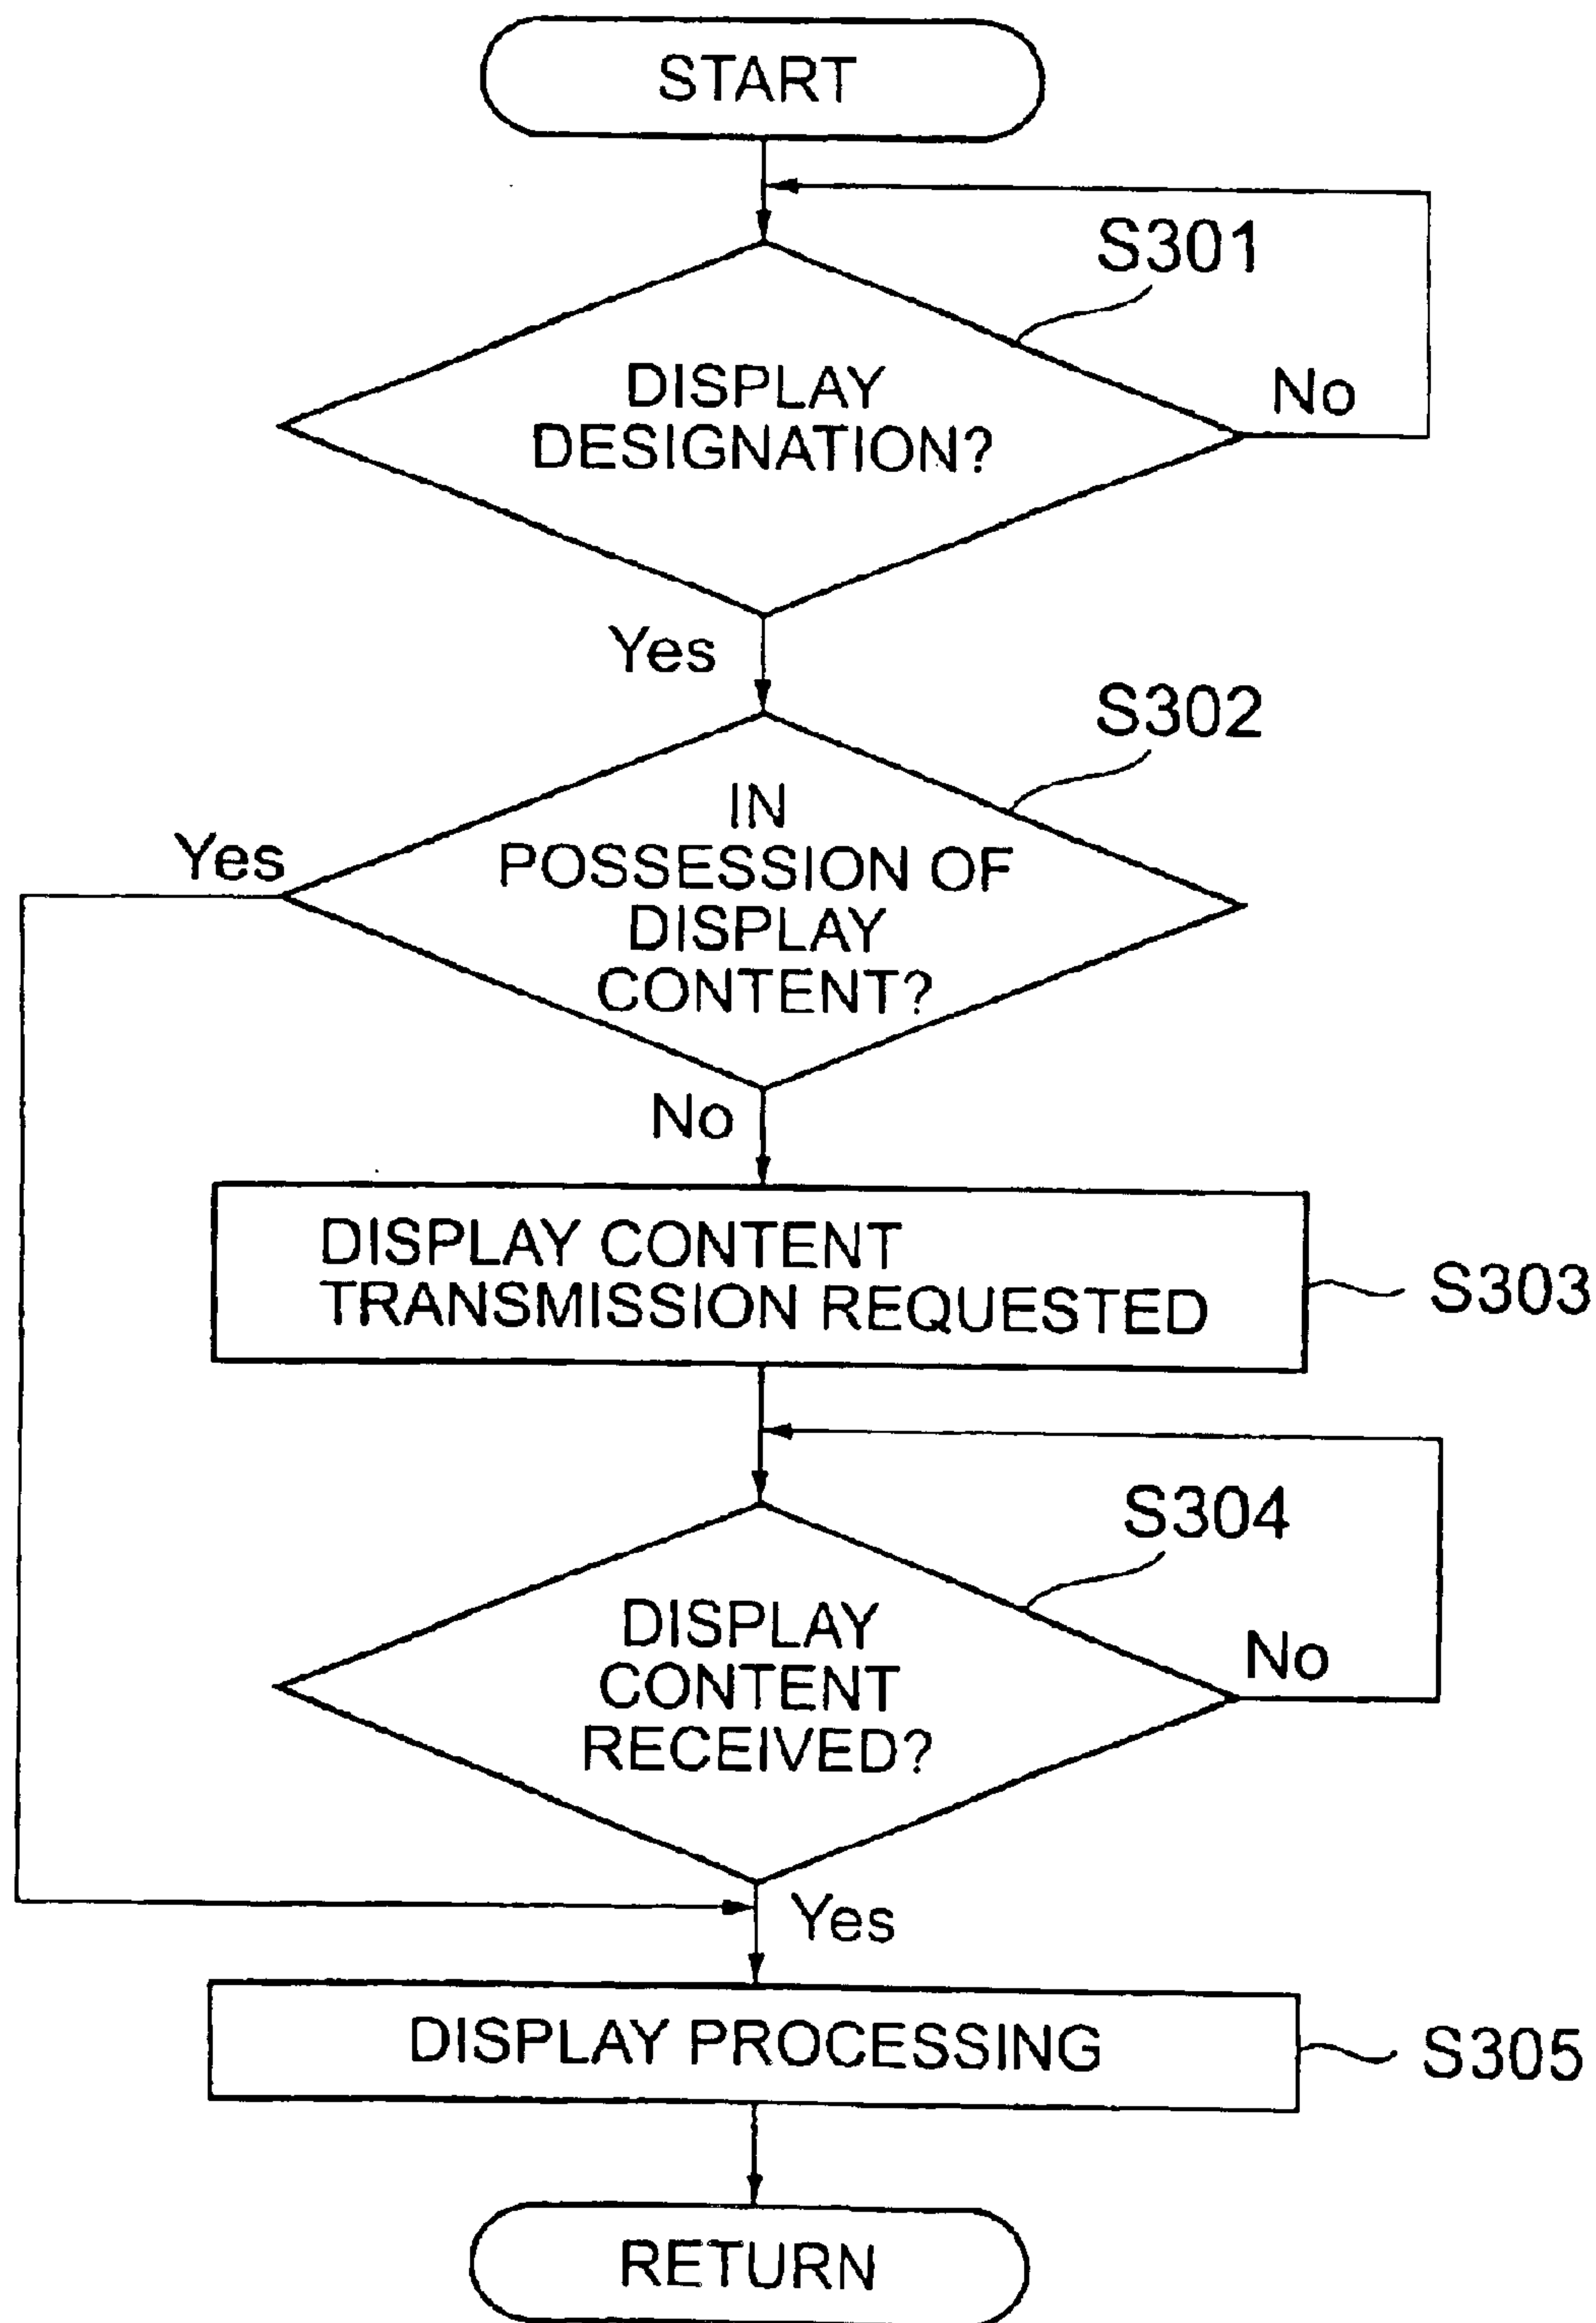 START
S301
DISPLAY
DESIGNATION?
No
Yes
S302
IN
POSSESSION OF
DISPLAY
CONTENT?
Yes
No
DISPLAY CONTENT
TRANSMISSION REQUESTED
S303
S304
DISPLAY
CONTENT
RECEIVED?
No
Yes
DISPLAY PROCESSING
S305
RETURN